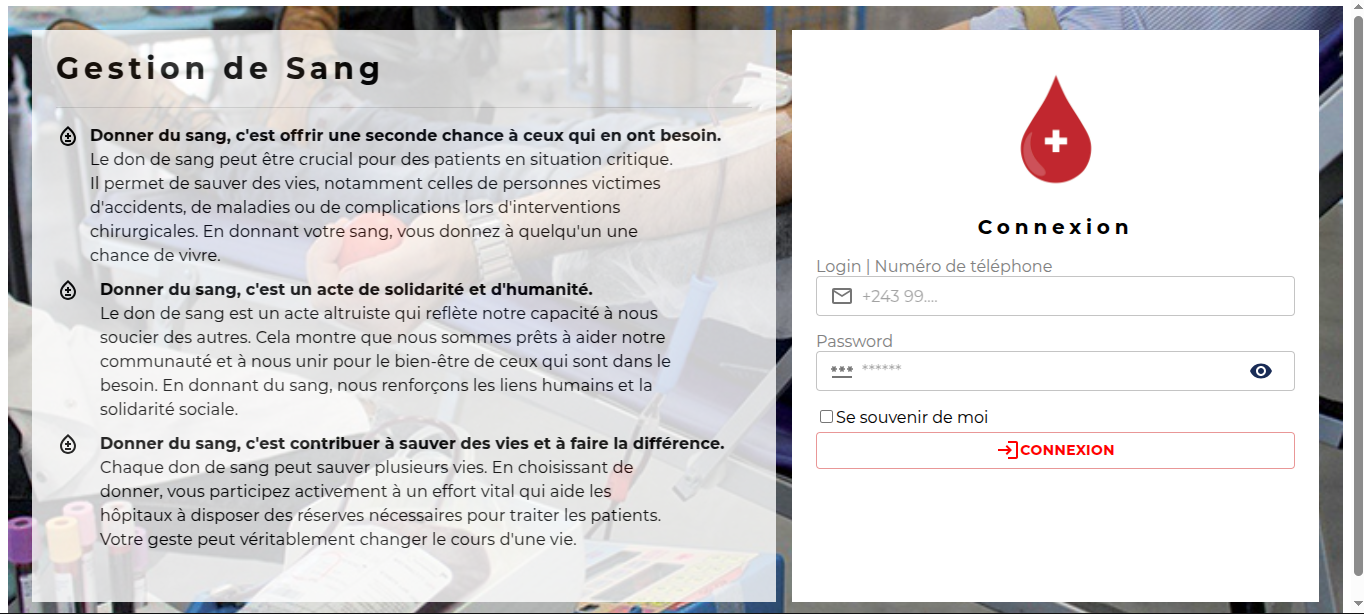 Gestion de Sang
Donner du sang, c'est offrir une seconde chance à ceux qui en ont besoin.
Le don de sang peut être crucial pour des patients en situation critique.
Il permet de sauver des vies, notamment celles de personnes victimes
d'accidents, de maladies ou de complications lors d'interventions
chirurgicales. En donnant votre sang, vous donnez à quelqu'un une
chance de vivre.
Donner du sang, c'est un acte de solidarité et d'humanité.
Le don de sang est un acte altruiste qui reflète notre capacité à nous
soucier des autres. Cela montre que nous sommes prêts à aider notre
communauté et à nous unir pour le bien-être de ceux qui sont dans le
besoin. En donnant du sang, nous renforçons les liens humains et la
solidarité sociale.
Donner du sang, c'est contribuer à sauver des vies et à faire la différence.
Chaque don de sang peut sauver plusieurs vies. En choisissant de
donner, vous participez activement à un effort vital qui aide les
hôpitaux à disposer des réserves nécessaires pour traiter les patients.
Votre geste peut véritablement changer le cours d'une vie.
Connexion
Login | Numéro de téléphone
+243 99....
Password
******
Se souvenir de moi
CONNEXION